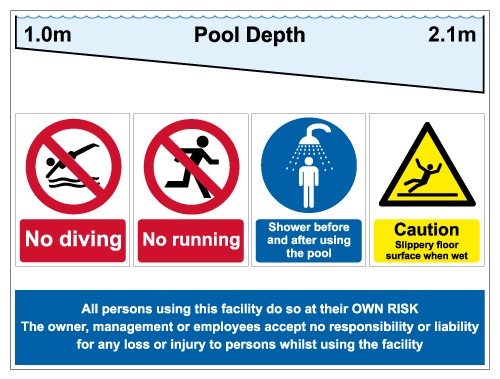 1.0m Pool Depth 2.1m
No diving
No running
Shower before
and after using
the pool
Caution
Slippery floor
surface when wet
All persons using this facility do so at their OWN RISK
The owner, management or employees accept no responsibility or liability
for any loss or injury to persons whilst using the facility